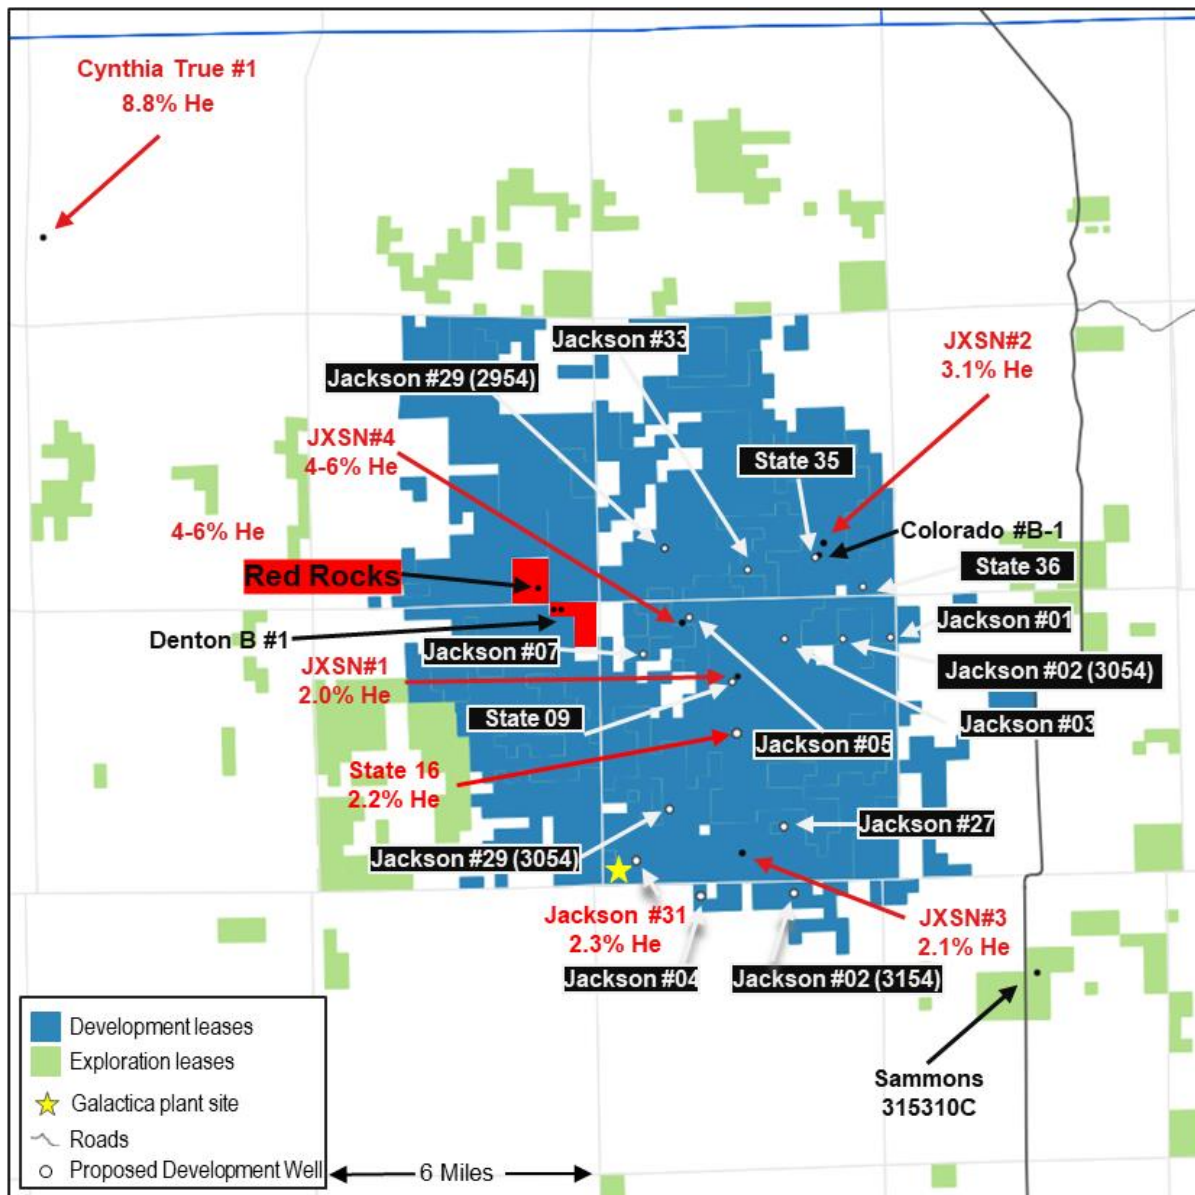 Cynthia True #1
8.8% He
Jackson #33
JXSN#2
3.1% He
Jackson #29 (2954)
JXSN#4
4-6% He
State 35
4-6% He
Colorado #B-1
Red Rocks
State 36
Denton B #1
Jackson #01
Jackson #07
JXSN#1
2.0% He
Jackson #02 (3054)
State 09
Jackson #03
Jackson #05
State 16
2.2% He
Jackson #27
Jackson #29 (3054)
Jackson #31
2.3% He
JXSN#3
2.1% He
Jackson #04
Jackson #02 (3154)
Sammons
315310C
Development leases
Exploration leases
Galactica plant site
Roads
Proposed Development Well
6 Miles